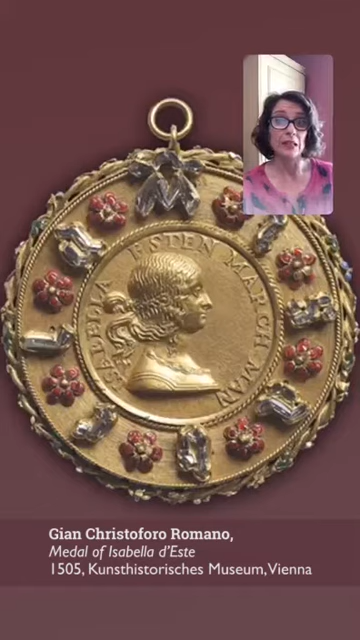 ISABELLA ESTEN MARCH MAN
Gian Christoforo Romano,
Medal of Isabella d'Este
1505, Kunsthistorisches Museum, Vienna